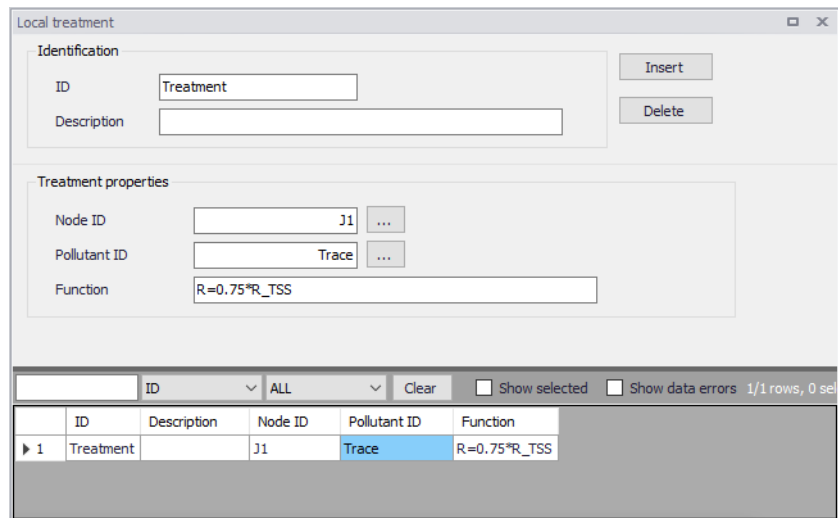 Local treatment
Identification
ID Treatment
Description
Insert
Delete
Treatment properties
Node ID J1 ...
Pollutant ID Trace ...
Function R=0.75*R_TSS
ID ALL Clear Show selected Show data errors 1/1 rows, 0 sel
ID Description Node ID Pollutant ID Function
1 Treatment J1 Trace R=0.75*R_TSS